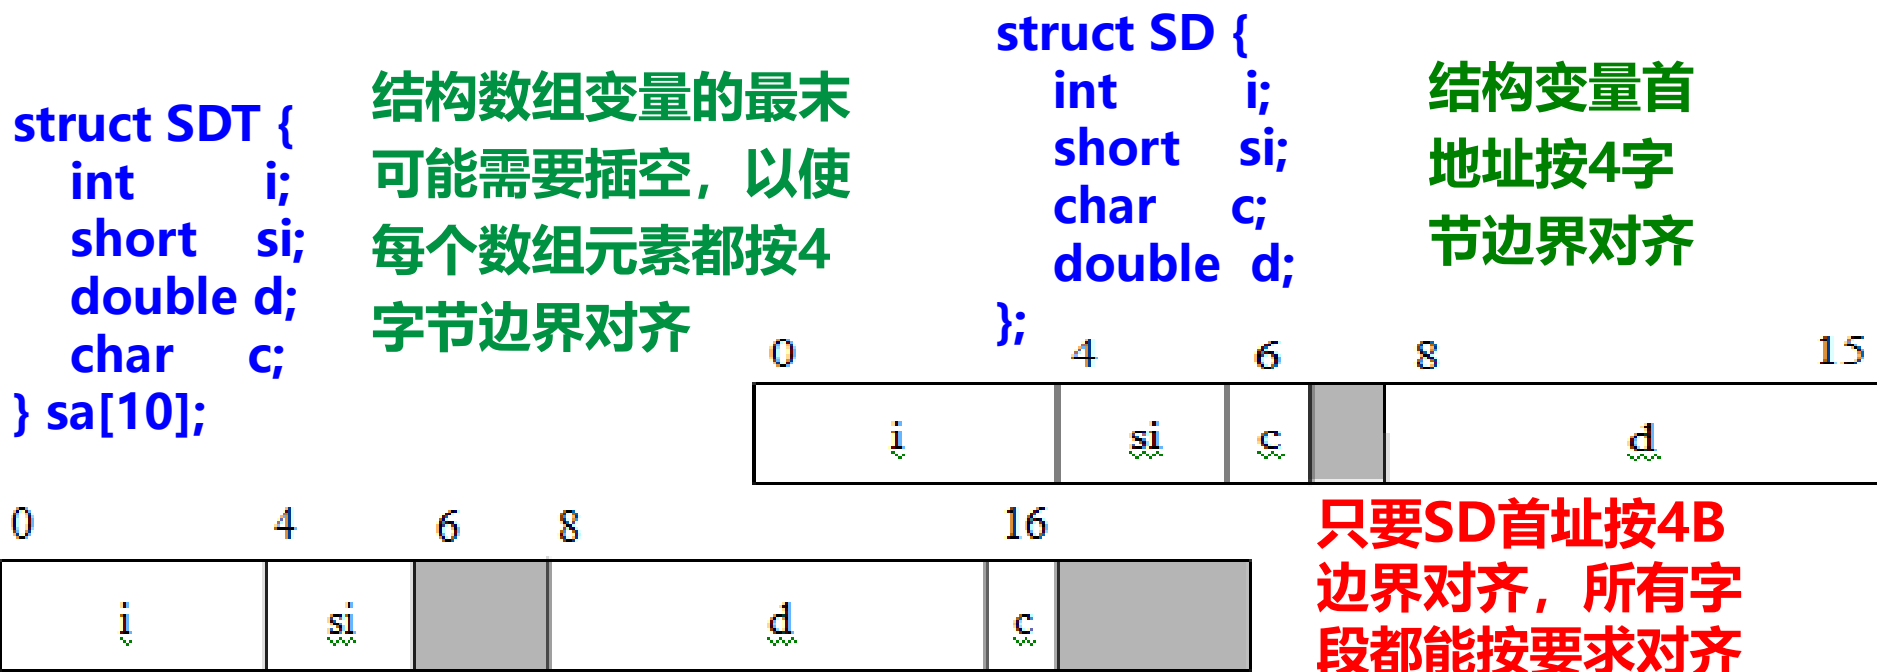 struct SDT {
int i;
short si;
double d;
char c;
} sa[10];
结构数组变量的最末
可能需要插空，以使
每个数组元素都按4
字节边界对齐
struct SD {
int i;
short si;
char c;
double d;
};
结构变量首
地址按4字
节边界对齐
0 4 6 8 15
i si c d
0 4 6 8 16
i si d c
只要SD首址按4B
边界对齐，所有字
段都能按要求对齐